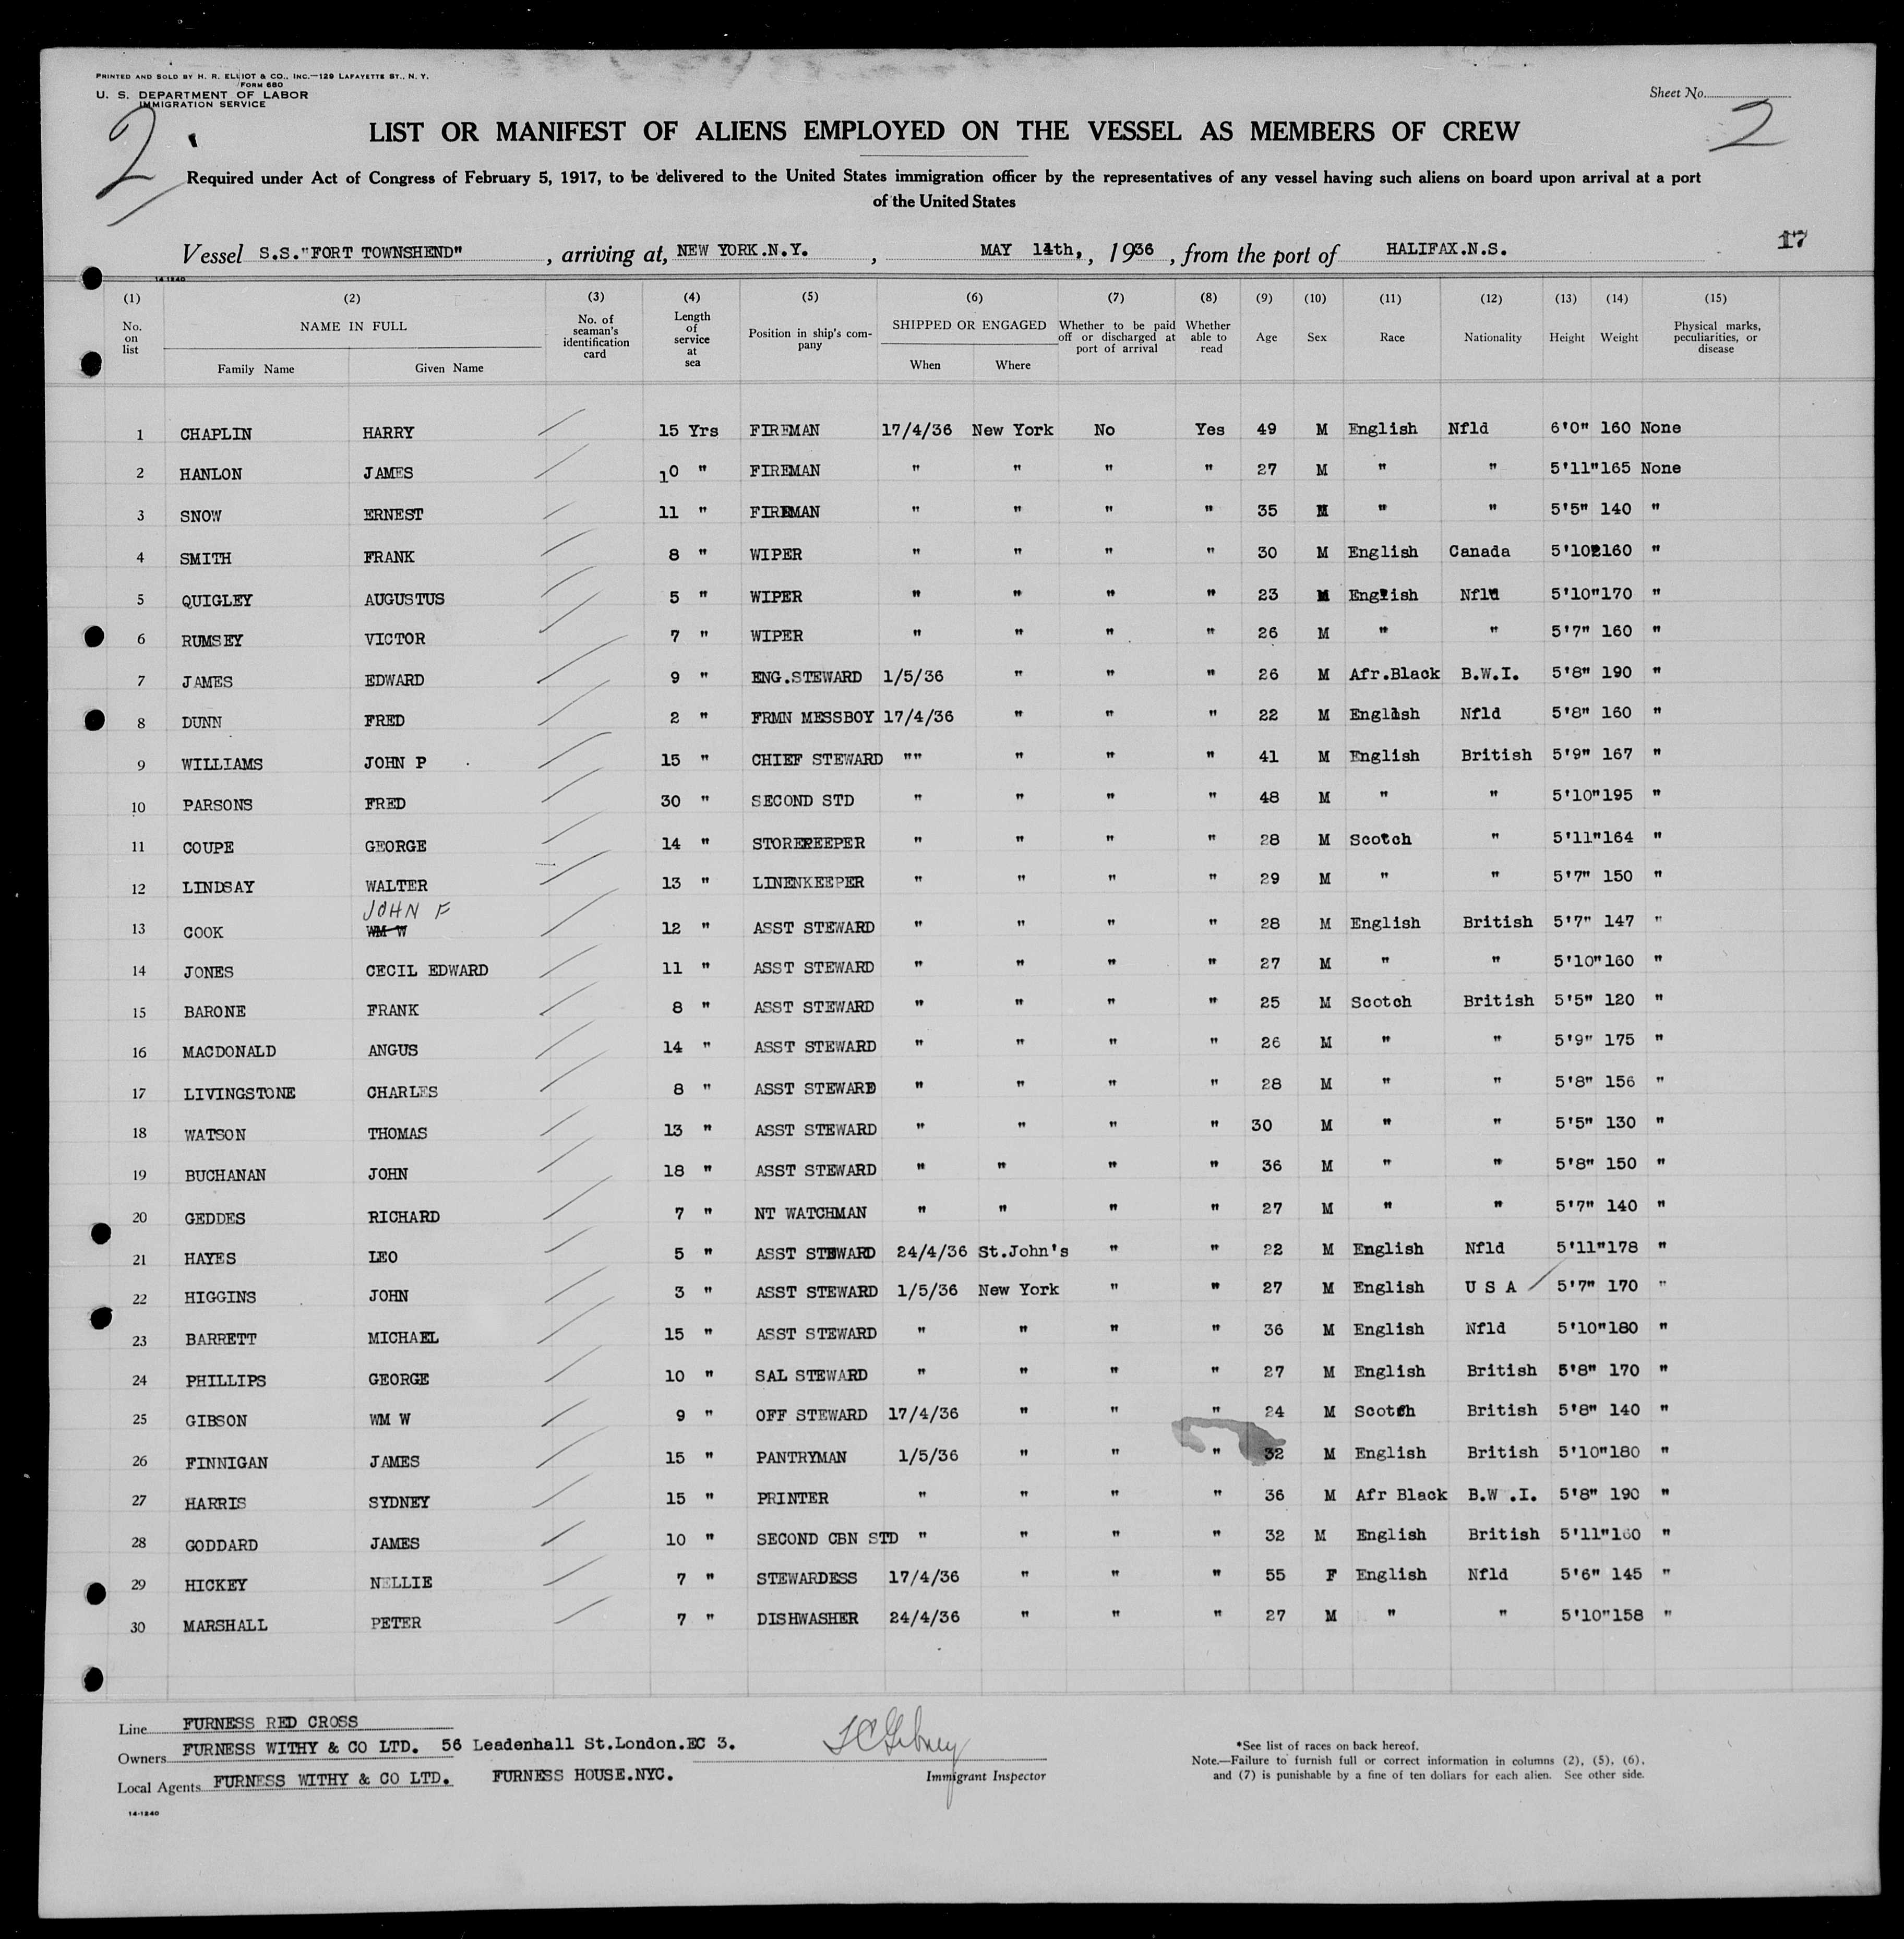 PRINTED AND SOLD BY H. R. ELLIOT & CO., INC.—129 LAFAYETTE ST., N. Y.
FORM 680
U. S. DEPARTMENT OF LABOR
IMMIGRATION SERVICE
Sheet No.
2
2
LIST OR MANIFEST OF ALIENS EMPLOYED ON THE VESSEL AS MEMBERS OF CREW
Required under Act of Congress of February 5, 1917, to be delivered to the United States immigration officer by the representatives of any vessel having such aliens on board upon arrival at a port
of the United States
Vessel S.S."FORT TOWNSHEND", arriving at, NEW YORK.N.Y., MAY 14th,, 1936, from the port of HALIFAX.N.S.
17
14-1240
(1) (2) (3) (4) (5) (6) (7) (8) (9) (10) (11) (12) (13) (14) (15)
No. on list NAME IN FULL Family Name Given Name No. of seaman's identification card Length of service at sea Position in ship's company SHIPPED OR ENGAGED When Where Whether to be paid off or discharged at port of arrival Whether able to read Age Sex Race Nationality Height Weight Physical marks, peculiarities, or disease
1 CHAPLIN HARRY 15 Yrs FIREMAN 17/4/36 New York No Yes 49 M English Nfld 6'0" 160 None
2 HANLON JAMES 10 " FIREMAN " " " " 27 M " " 5'11" 165 None
3 SNOW ERNEST 11 " FIREMAN " " " " 35 M " " 5'5" 140 "
4 SMITH FRANK 8 " WIPER " " " " 30 M English Canada 5'10" 160 "
5 QUIGLEY AUGUSTUS 5 " WIPER " " " " 23 M English Nfld 5'10" 170 "
6 RUMSEY VICTOR 7 " WIPER " " " " 26 M " " 5'7" 160 "
7 JAMES EDWARD 9 " ENG.STEWARD 1/5/36 " " " 26 M Afr.Black B.W.I. 5'8" 190 "
8 DUNN FRED 2 " FRMN MESSBOY 17/4/36 " " " 22 M English Nfld 5'8" 160 "
9 WILLIAMS JOHN P 15 " CHIEF STEWARD "" " " " 41 M English British 5'9" 167 "
10 PARSONS FRED 30 " SECOND STD " " " " 48 M " " 5'10" 195 "
11 COUPE GEORGE 14 " STOREKEEPER " " " " 28 M Scotch " 5'11" 164 "
12 LINDSAY WALTER 13 " LINENKEEPER " " " " 29 M " " 5'7" 150 "
JOHN F
13 COOK WM W 12 " ASST STEWARD " " " " 28 M English British 5'7" 147 "
14 JONES CECIL EDWARD 11 " ASST STEWARD " " " " 27 M " " 5'10" 160 "
15 BARONE FRANK 8 " ASST STEWARD " " " " 25 M Scotch British 5'5" 120 "
16 MACDONALD ANGUS 14 " ASST STEWARD " " " " 26 M " " 5'9" 175 "
17 LIVINGSTONE CHARLES 8 " ASST STEWARD " " " " 28 M " " 5'8" 156 "
18 WATSON THOMAS 13 " ASST STEWARD " " " " 30 M " " 5'5" 130 "
19 BUCHANAN JOHN 18 " ASST STEWARD " " " " 36 M " " 5'8" 150 "
20 GEDDES RICHARD 7 " NT WATCHMAN " " " " 27 M " " 5'7" 140 "
21 HAYES LEO 5 " ASST STEWARD 24/4/36 St.John's " " 22 M English Nfld 5'11" 178 "
22 HIGGINS JOHN 3 " ASST STEWARD 1/5/36 New York " " 27 M English U S A 5'7" 170 "
23 BARRETT MICHAEL 15 " ASST STEWARD " " " " 36 M English Nfld 5'10" 180 "
24 PHILLIPS GEORGE 10 " SAL STEWARD " " " " 27 M English British 5'8" 170 "
25 GIBSON WM W 9 " OFF STEWARD 17/4/36 " " " 24 M Scotch British 5'8" 140 "
26 FINNIGAN JAMES 15 " PANTRYMAN 1/5/36 " " " 32 M English British 5'10" 180 "
27 HARRIS SYDNEY 15 " PRINTER " " " " 36 M Afr Black B.W .I. 5'8" 190 "
28 GODDARD JAMES 10 " SECOND CBN STD " " " " 32 M English British 5'11" 160 "
29 HICKEY NELLIE 7 " STEWARDESS 17/4/36 " " " 55 F English Nfld 5'6" 145 "
30 MARSHALL PETER 7 " DISHWASHER 24/4/36 " " " 27 M " " 5'10" 158 "
Line FURNESS RED CROSS
Owners FURNESS WITHY & CO LTD. 56 Leadenhall St.London.EC 3.
Local Agents FURNESS WITHY & CO LTD. FURNESS HOUSE.NYC.
Immigrant Inspector
*See list of races on back hereof.
Note.—Failure to furnish full or correct information in columns (2), (5), (6),
and (7) is punishable by a fine of ten dollars for each alien. See other side.
14-1240